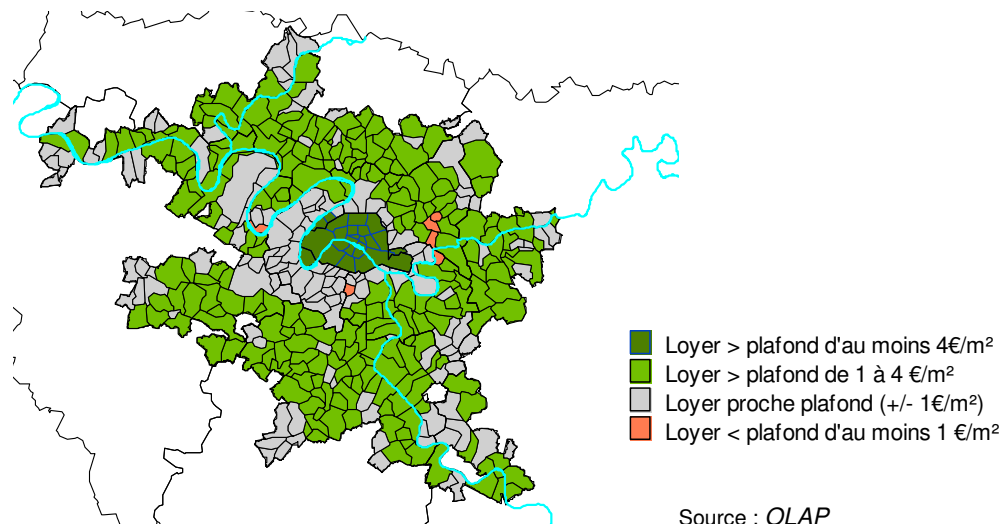 Loyer > plafond d'au moins 4€/m²
Loyer > plafond de 1 à 4 €/m²
Loyer proche plafond (+/- 1€/m²)
Loyer < plafond d'au moins 1 €/m²
Source : OLAP